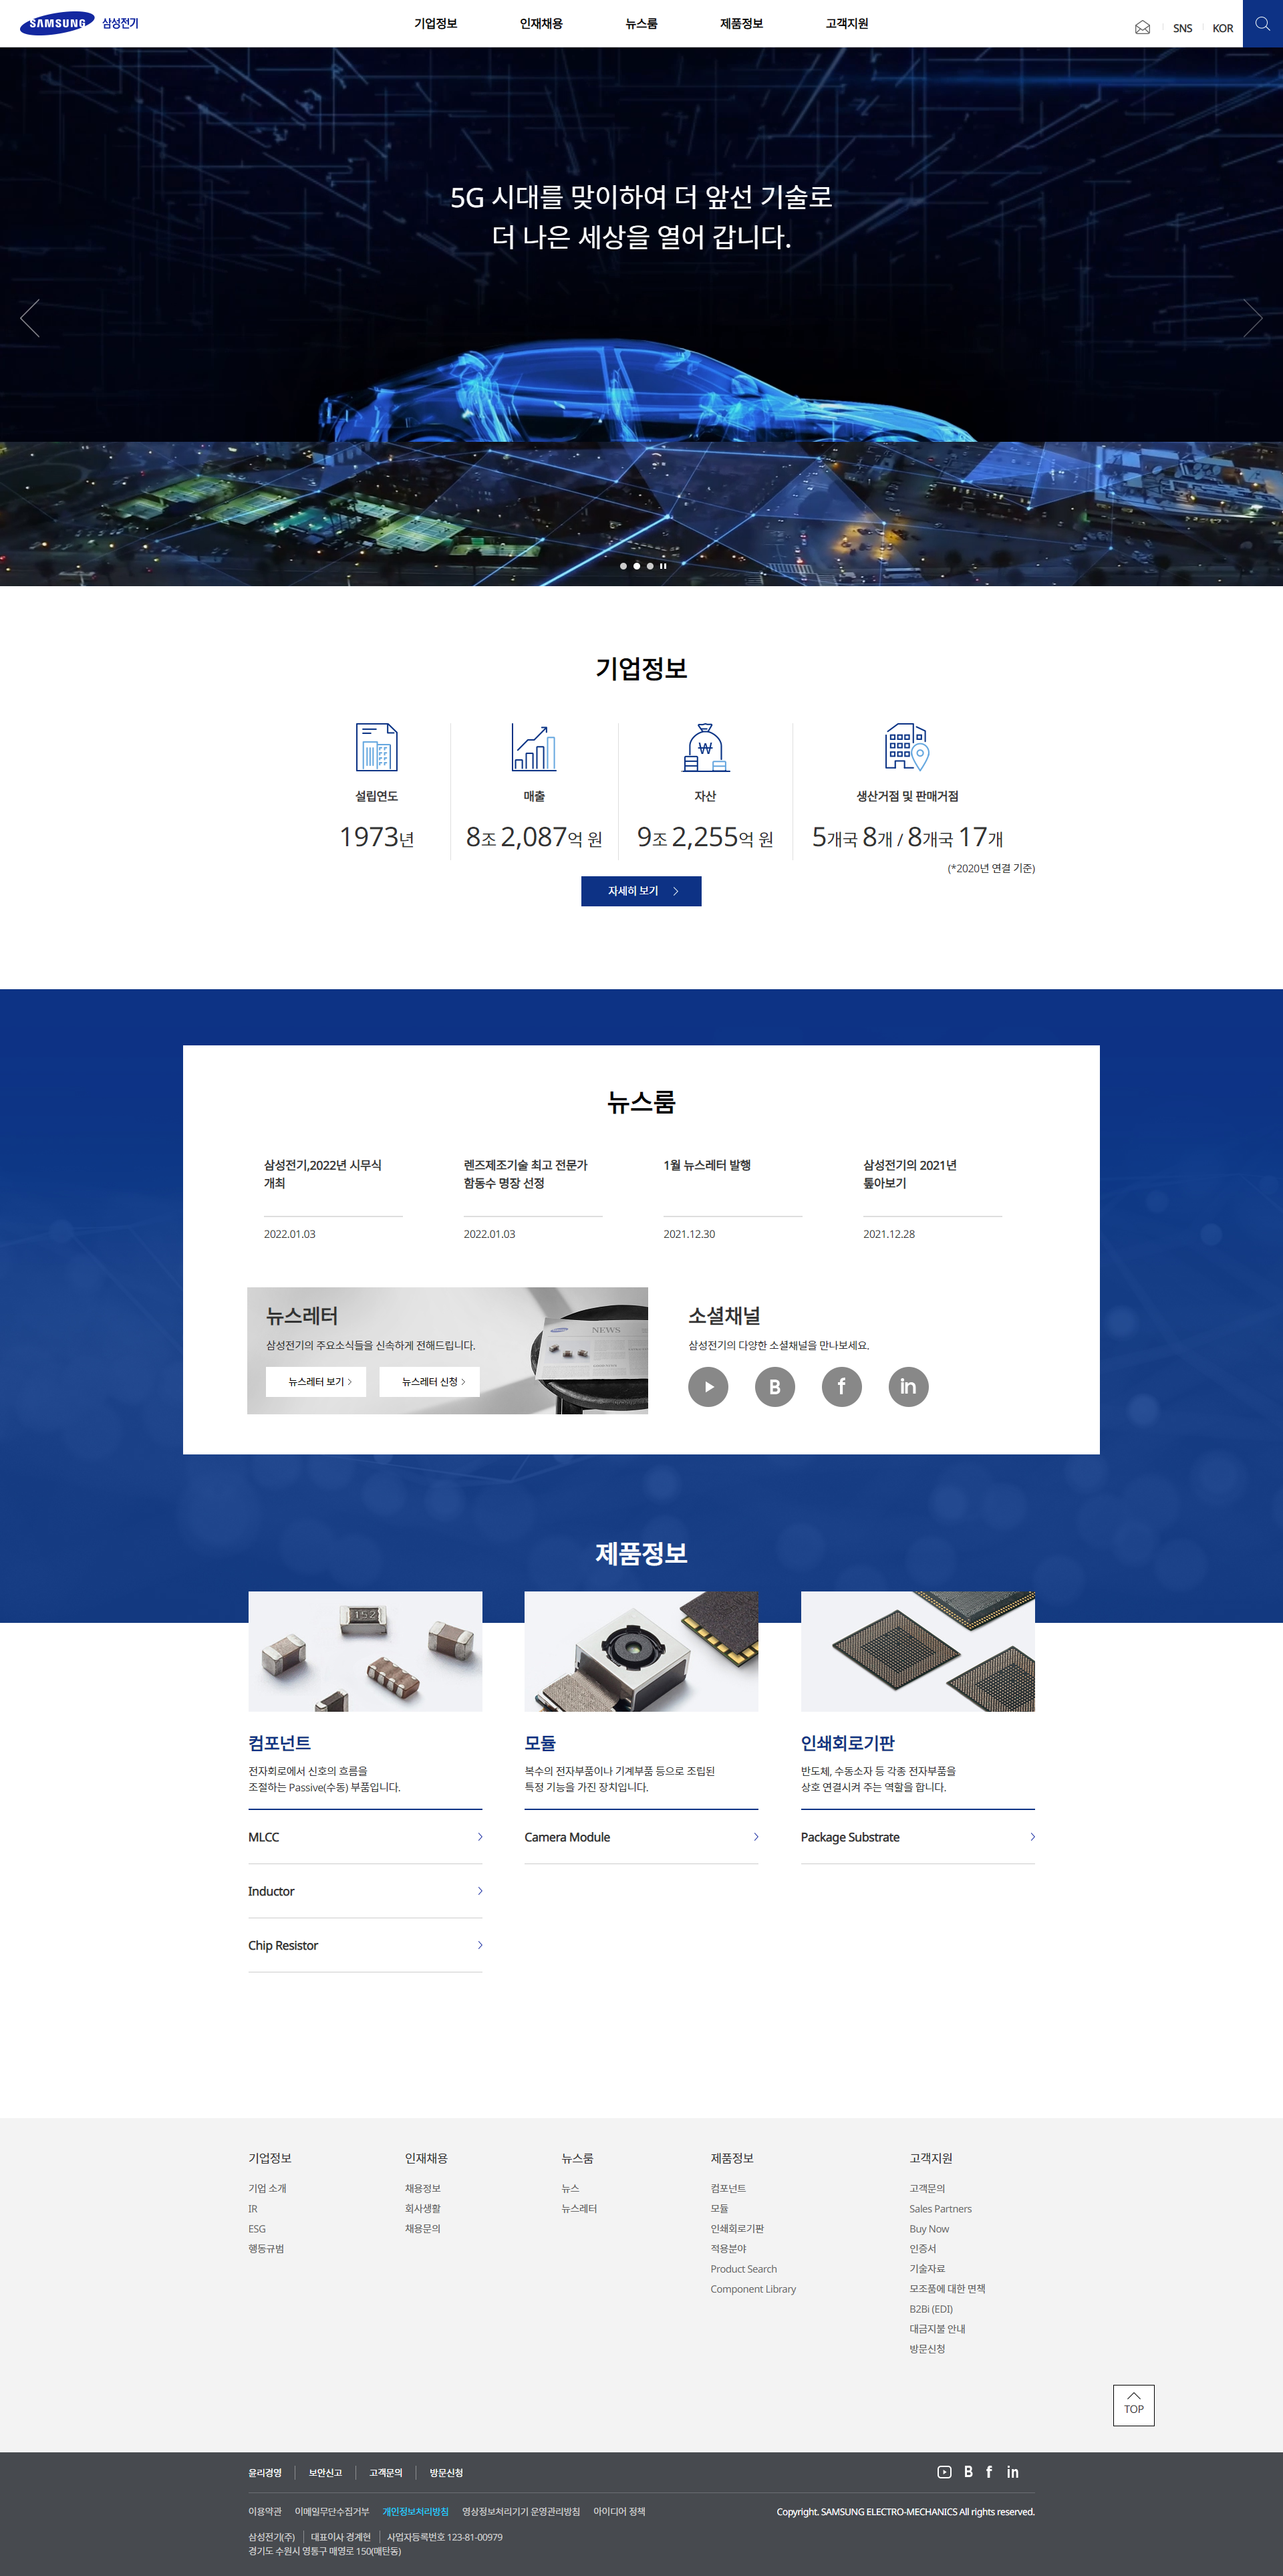 SAMSUNG 삼성전기
기업정보
인재채용
뉴스룸
제품정보
고객지원
SNS
KOR
5G 시대를 맞이하여 더 앞선 기술로
더 나은 세상을 열어 갑니다.
기업정보
설립연도
1973년
매출
8조 2,087억 원
자산
9조 2,255억 원
생산거점 및 판매거점
5개국 8개 / 8개국 17개
(*2020년 연결 기준)
자세히 보기
뉴스룸
삼성전기,2022년 시무식
개최
2022.01.03
렌즈제조기술 최고 전문가
함동수 명장 선정
2022.01.03
1월 뉴스레터 발행
2021.12.30
삼성전기의 2021년
톺아보기
2021.12.28
뉴스레터
삼성전기의 주요소식들을 신속하게 전해드립니다.
뉴스레터 보기
뉴스레터 신청
NEWS
소셜채널
삼성전기의 다양한 소셜채널을 만나보세요.
B
f
in
제품정보
152
컴포넌트
전자회로에서 신호의 흐름을
조절하는 Passive(수동) 부품입니다.
MLCC
Inductor
Chip Resistor
모듈
복수의 전자부품이나 기계부품 등으로 조립된
특정 기능을 가진 장치입니다.
Camera Module
인쇄회로기판
반도체, 수동소자 등 각종 전자부품을
상호 연결시켜 주는 역할을 합니다.
Package Substrate
기업정보
기업 소개
IR
ESG
행동규범
인재채용
채용정보
회사생활
채용문의
뉴스룸
뉴스
뉴스레터
제품정보
컴포넌트
모듈
인쇄회로기판
적용분야
Product Search
Component Library
고객지원
고객문의
Sales Partners
Buy Now
인증서
기술자료
모조품에 대한 면책
B2Bi (EDI)
대금지불 안내
방문신청
TOP
윤리경영
보안신고
고객문의
방문신청
B
f
in
이용약관
이메일무단수집거부
개인정보처리방침
영상정보처리기기 운영관리방침
아이디어 정책
Copyright. SAMSUNG ELECTRO-MECHANICS All rights reserved.
삼성전기(주)
대표이사 경계현
사업자등록번호 123-81-00979
경기도 수원시 영통구 매영로 150(매탄동)